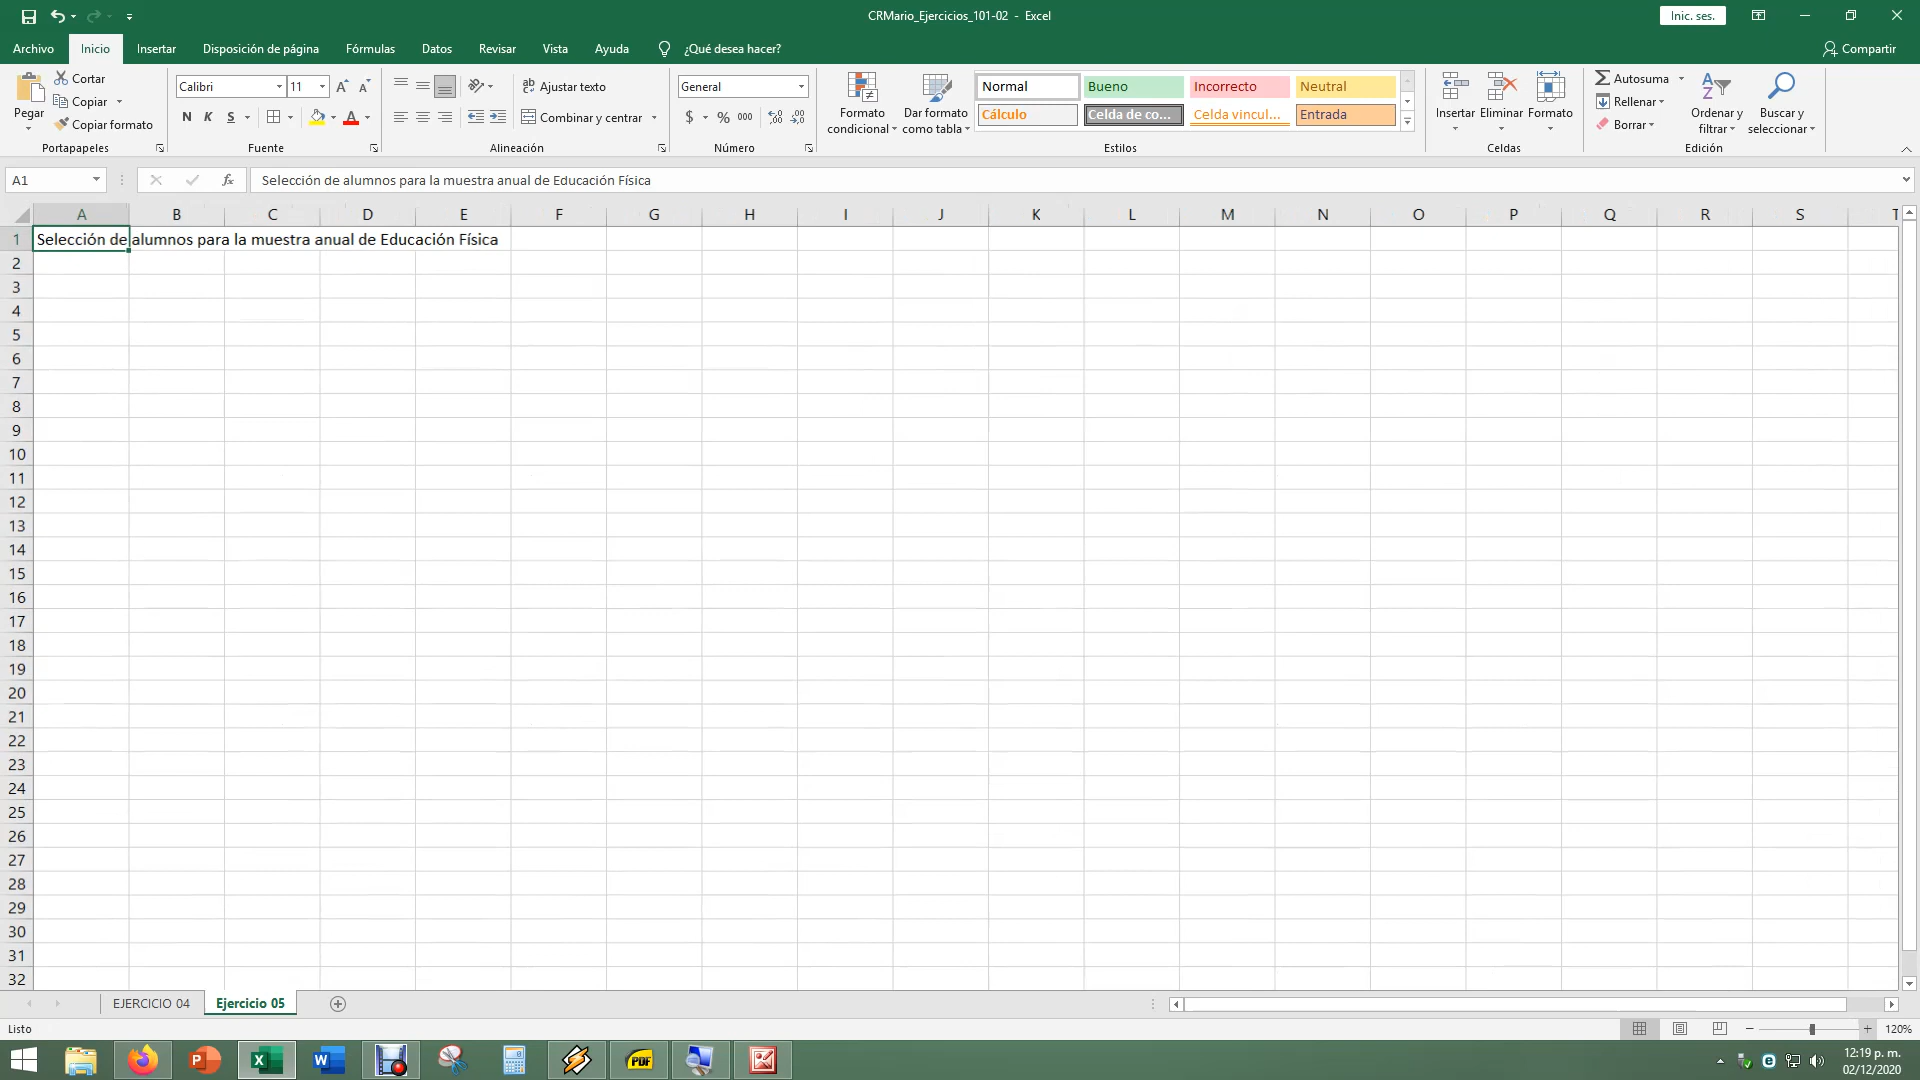 CRMario_Ejercicios_101-02 - Excel
Inic. ses.
Archivo Inicio Insertar Disposición de página Fórmulas Datos Revisar Vista Ayuda ¿Qué desea hacer? Compartir
Pegar
Cortar
Copiar
Copiar formato
Portapapeles
Calibri 11
N K S
Fuente
Ajustar texto
Combinar y centrar
Alineación
General
$ % 000
Número
Formato condicional
Dar formato como tabla
Normal Bueno Incorrecto Neutral
Cálculo Celda de co... Celda vincul... Entrada
Estilos
Insertar Eliminar Formato
Celdas
Autosuma
Rellenar
Borrar
Ordenar y filtrar
Buscar y seleccionar
Edición
A1 fx Selección de alumnos para la muestra anual de Educación Física
A B C D E F G H I J K L M N O P Q R S T
1 Selección de alumnos para la muestra anual de Educación Física
2
3
4
5
6
7
8
9
10
11
12
13
14
15
16
17
18
19
20
21
22
23
24
25
26
27
28
29
30
31
32
EJERCICIO 04 Ejercicio 05
Listo
120%
12:19 p. m.
02/12/2020